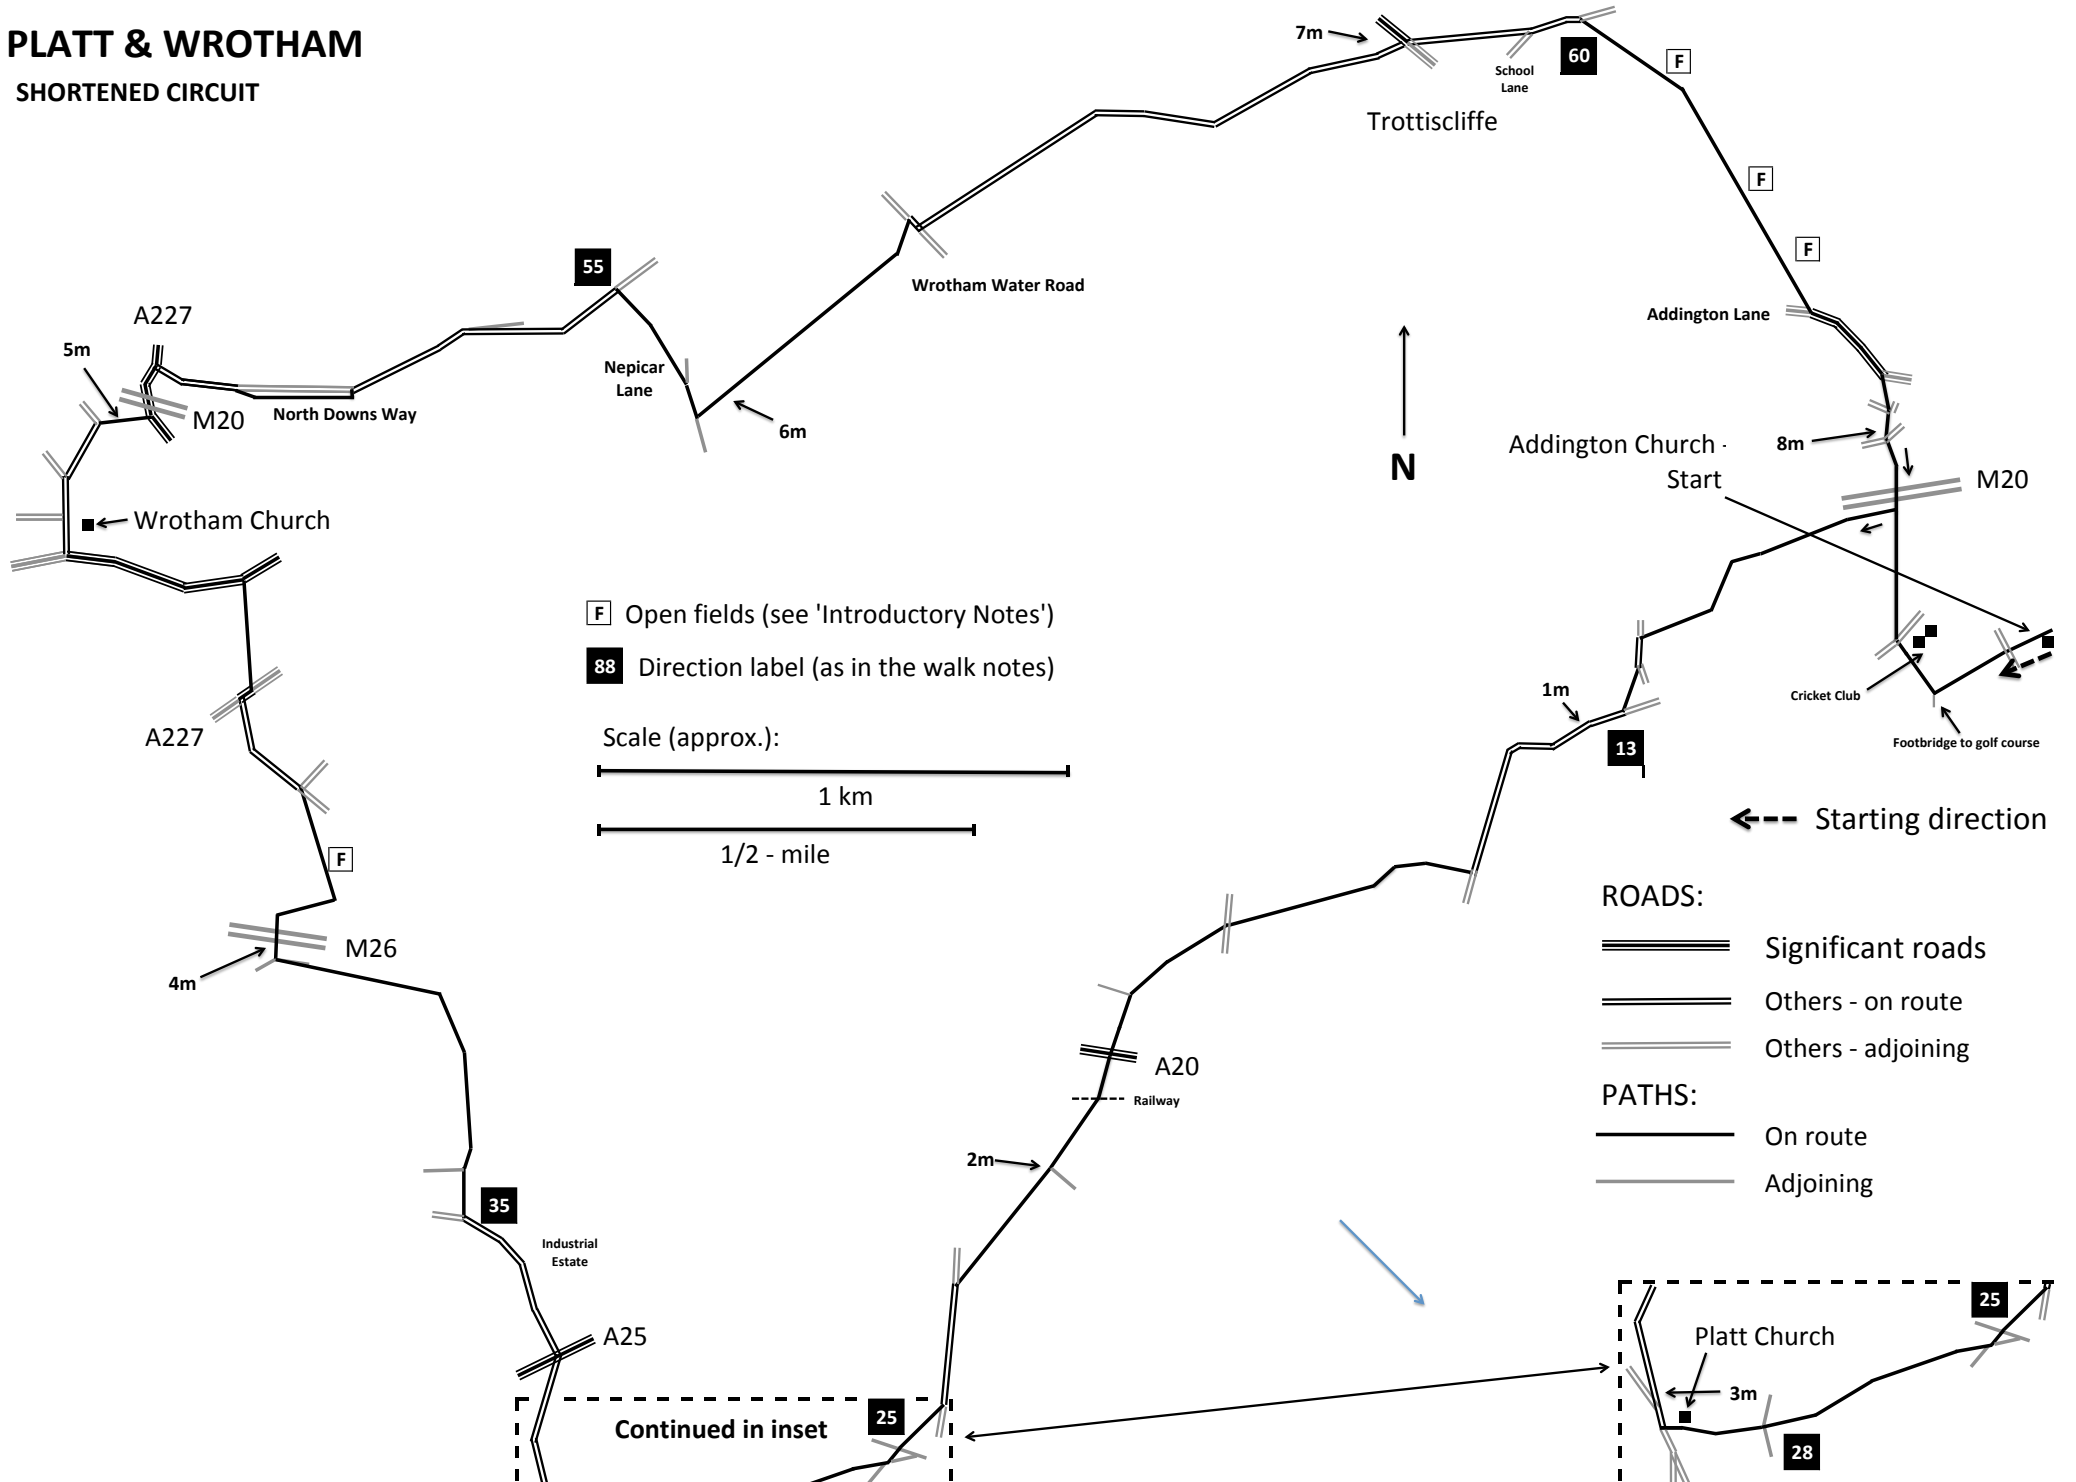 PLATT & WROTHAM
SHORTENED CIRCUIT
7m
60
F
School
Lane
Trottiscliffe
F
F
55
Wrotham Water Road
Addington Lane
A227
5m
Nepicar
Lane
M20
North Downs Way
6m
N
Addington Church -
Start
8m
M20
Wrotham Church
F Open fields (see 'Introductory Notes')
88 Direction label (as in the walk notes)
Cricket Club
1m
13
Footbridge to golf course
A227
Scale (approx.):
1 km
1/2 - mile
Starting direction
F
ROADS:
Significant roads
Others - on route
Others - adjoining
PATHS:
On route
Adjoining
M26
4m
A20
Railway
2m
35
Industrial
Estate
A25
Continued in inset
25
25
Platt Church
3m
28